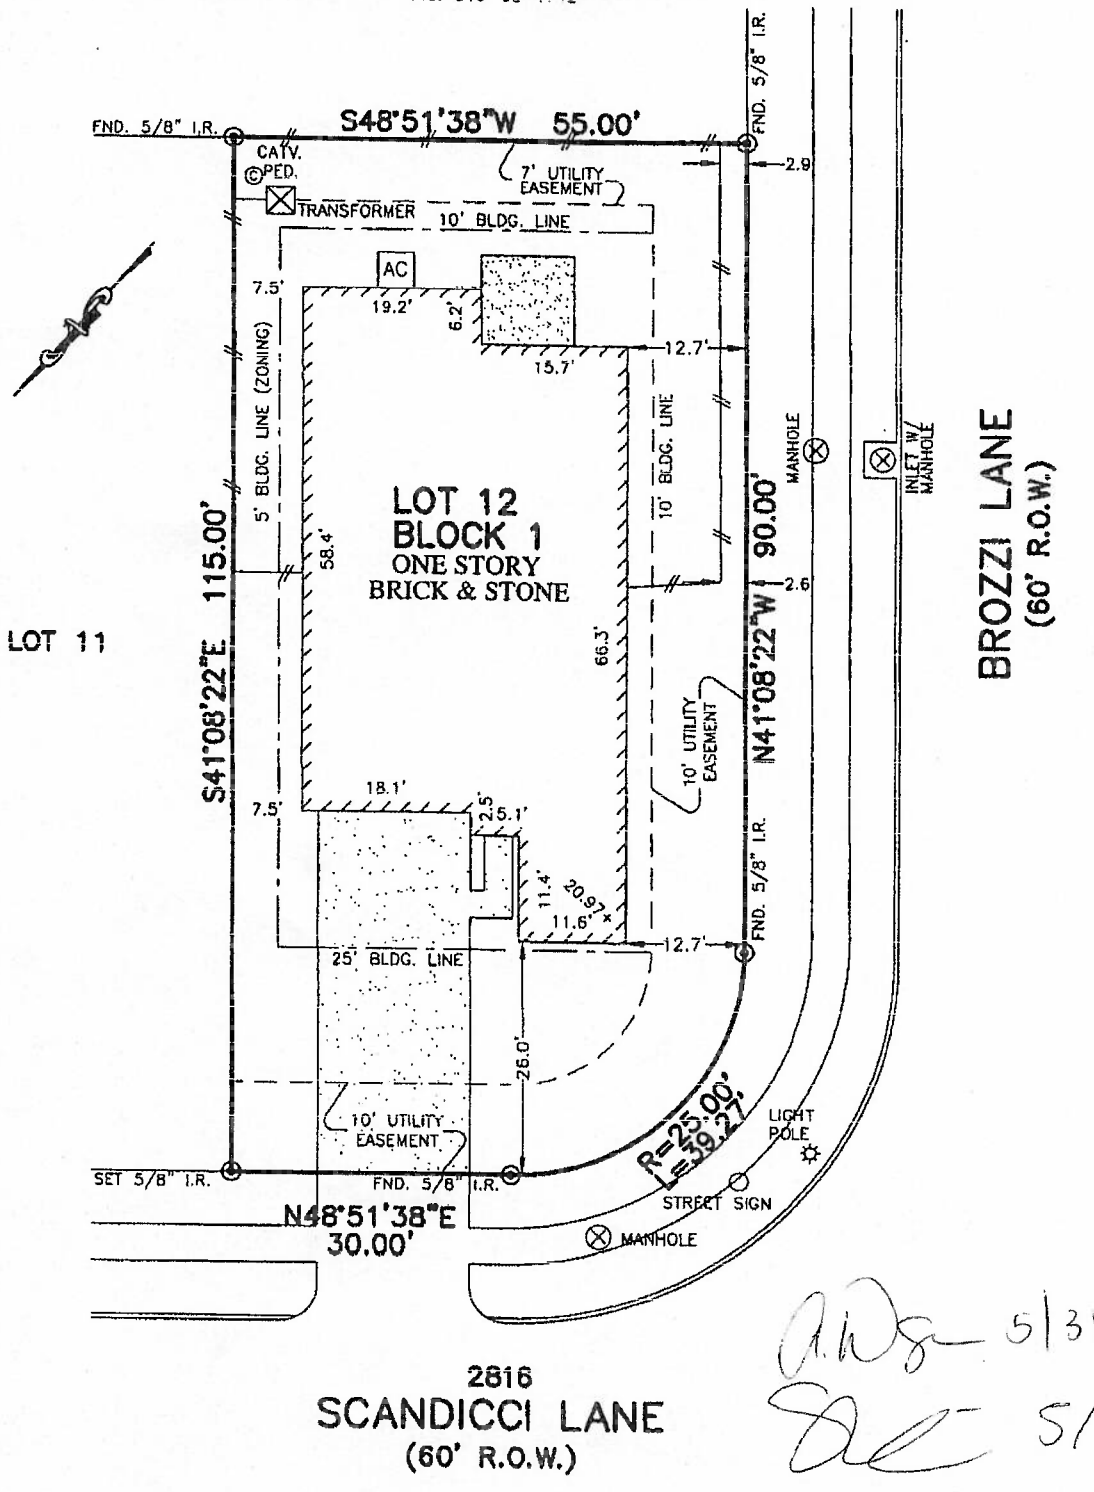 FND. 5/8" I.R.
S48°51'38"W 55.00'
FND. 5/8" I.R.
CATV.
PED.
©
7' UTILITY
EASEMENT
2.9
TRANSFORMER
10' BLDG. LINE
AC
7.5'
19.2'
6.2'
15.7'
12.7'
5' BLDG. LINE (ZONING)
10' BLDG. LINE
MANHOLE
INLET W/
MANHOLE
BROZZI LANE
(60' R.O.W.)
LOT 12
BLOCK 1
ONE STORY
BRICK & STONE
58.4'
S41°08'22"E 115.00'
N41°08'22"W 90.00'
2.6
LOT 11
66.3'
10' UTILITY
EASEMENT
18.1'
7.5'
2.5'
5.1'
11.4'
20.97
x
11.6'
12.7'
FND. 5/8" I.R.
25' BLDG. LINE
26.0'
10' UTILITY
EASEMENT
R=25.00'
L=39.27'
LIGHT
POLE
SET 5/8" I.R.
FND. 5/8" I.R.
STREET SIGN
N48°51'38"E
30.00'
MANHOLE
5/3
5/
2816
SCANDICCI LANE
(60' R.O.W.)